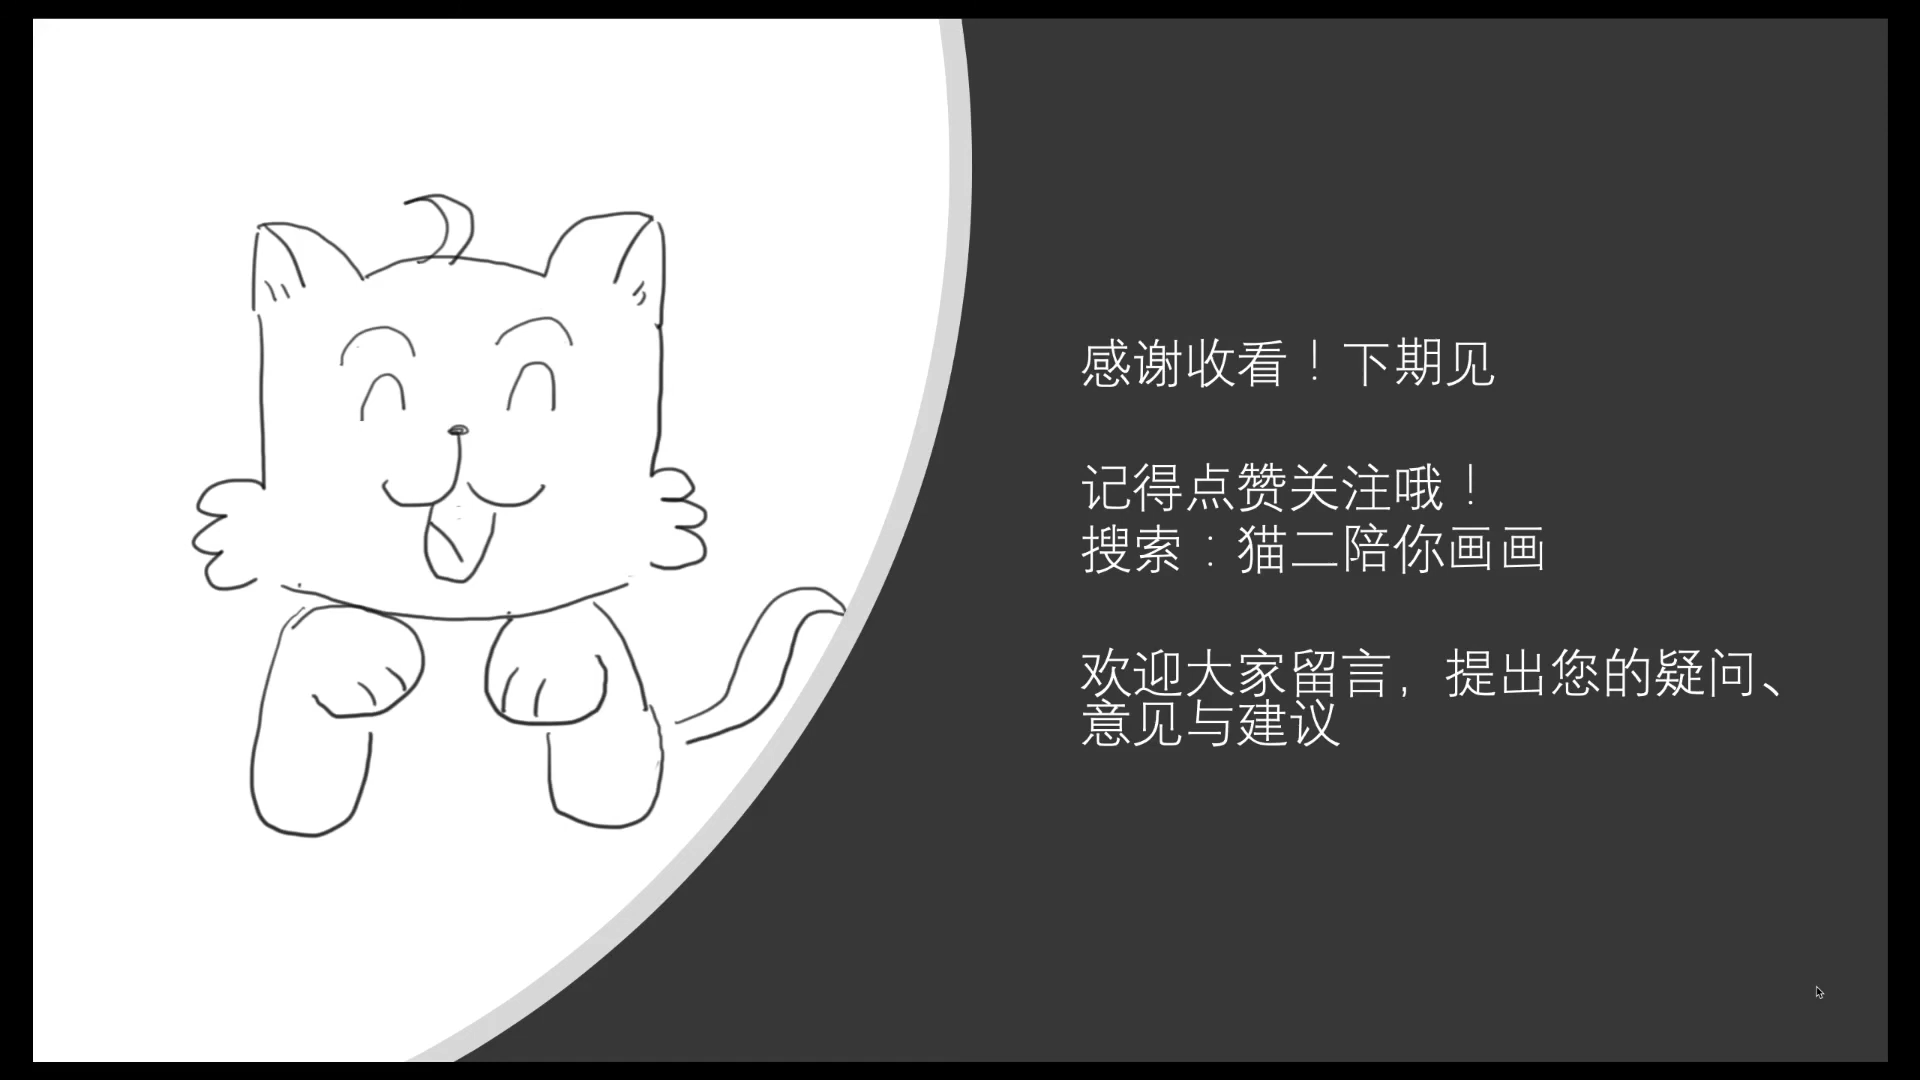 感谢收看！下期见
记得点赞关注哦！
搜索：猫二陪你画画
欢迎大家留言，提出您的疑问、
意见与建议